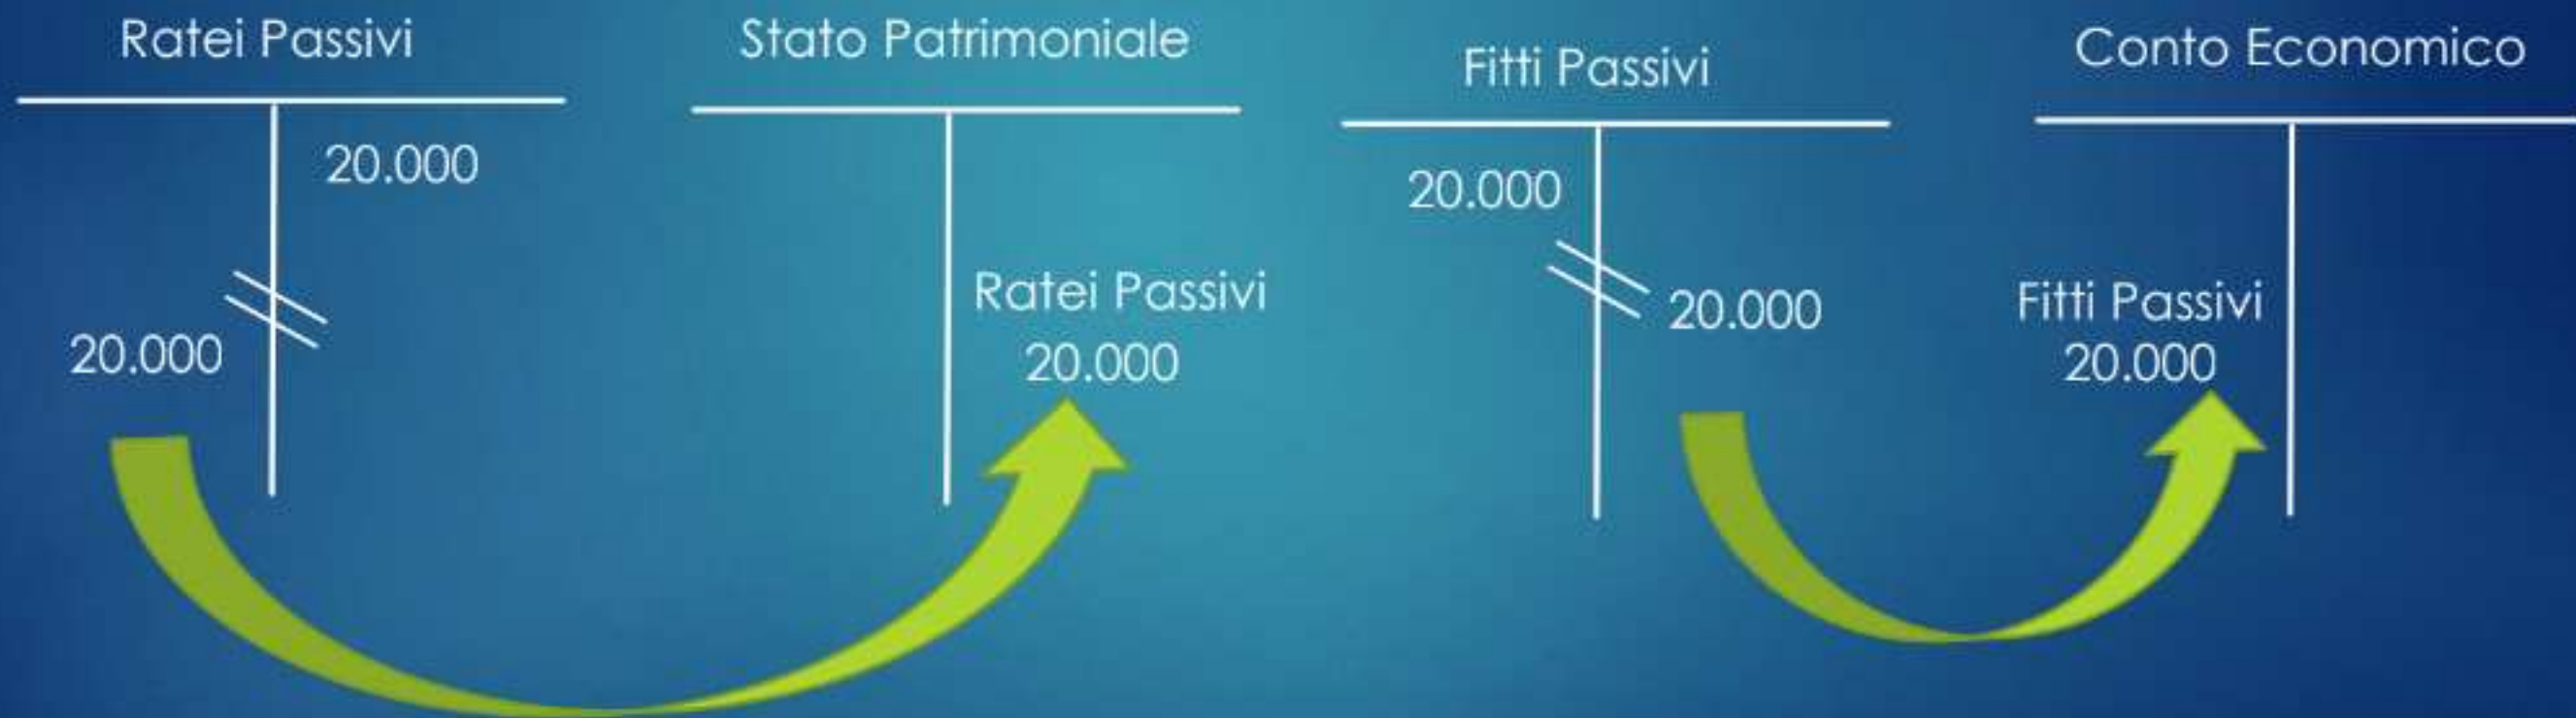 Ratei Passivi
20.000
20.000
Stato Patrimoniale
Ratei Passivi
20.000
Fitti Passivi
20.000
20.000
Conto Economico
Fitti Passivi
20.000